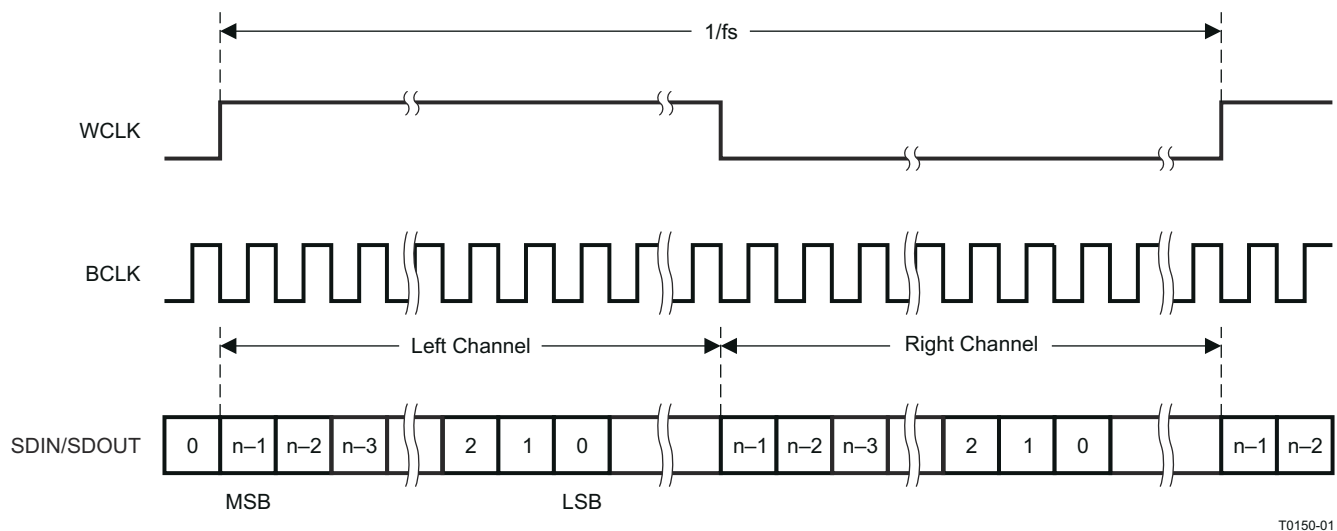 1/fs
WCLK
BCLK
Left Channel Right Channel
SDIN/SDOUT 0 n–1 n–2 n–3 2 1 0 n–1 n–2 n–3 2 1 0 n–1 n–2
MSB LSB
T0150-01